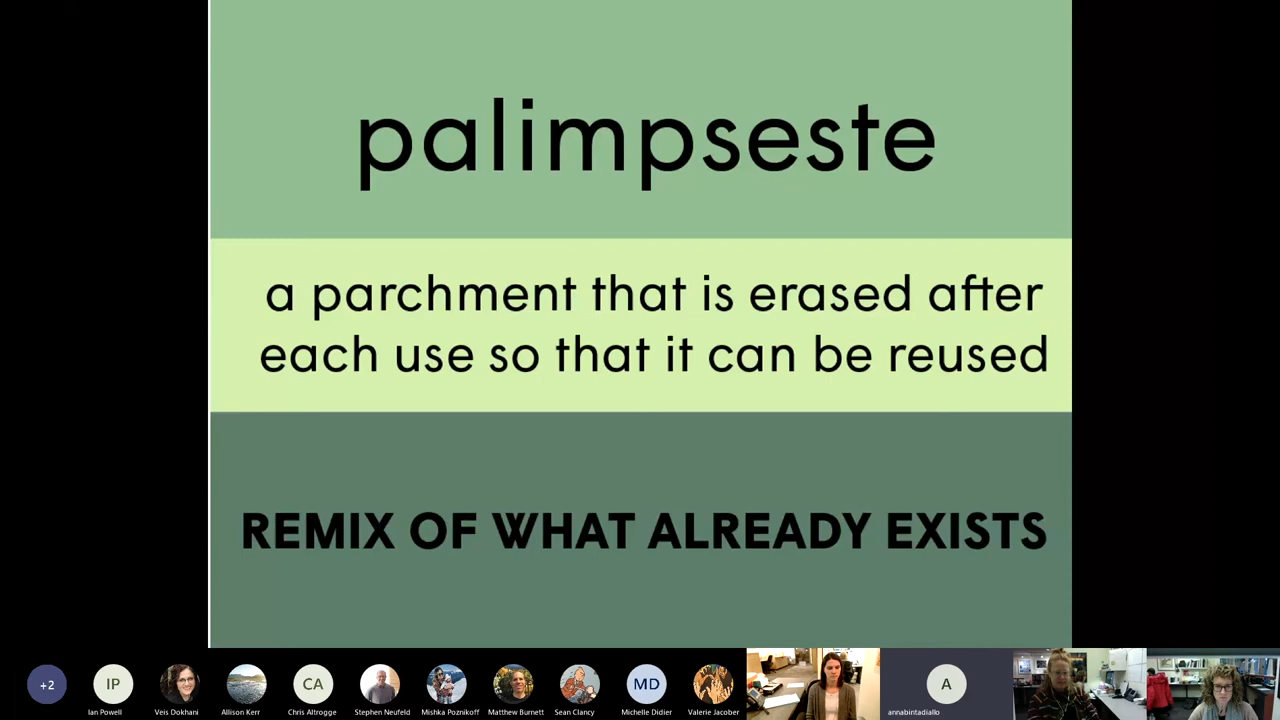 palimpseste
a parchment that is erased after
each use so that it can be reused
REMIX OF WHAT ALREADY EXISTS
+2
IP
CA
MD
A
Ian Powell
Veis Dokhani
Allison Kerr
Chris Altrogge
Stephen Neufeld
Mishka Poznikoff
Matthew Burnett
Sean Clancy
Michelle Didier
Valerie Jacober
annabintadiallo